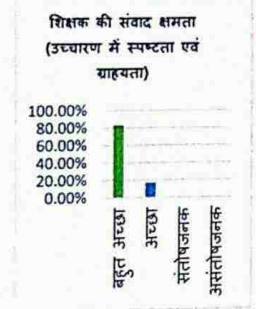 शिक्षक की संवाद क्षमता
(उच्चारण में स्पष्टता एवं
ग्राहयता)
100.00%
80.00%
60.00%
40.00%
20.00%
0.00%
बहुत अच्छा
अच्छा
संतोषजनक
असंतोषजनक